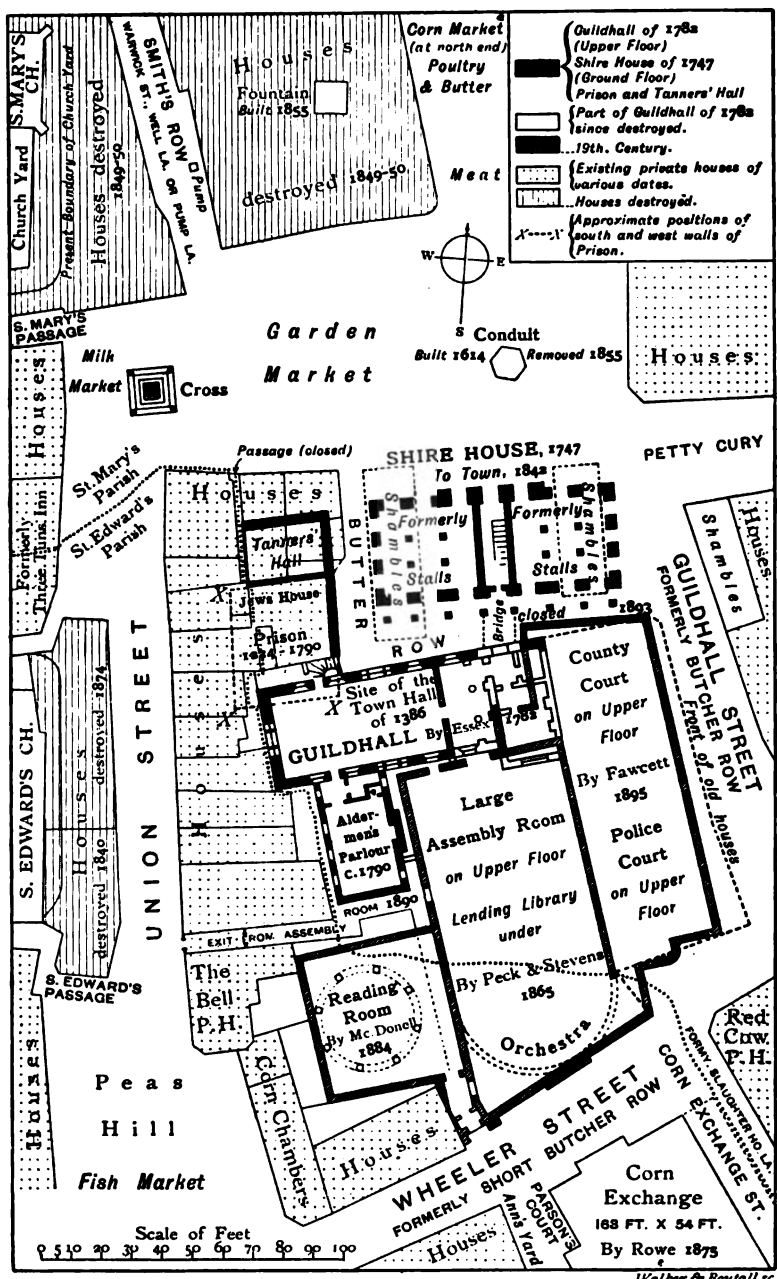 S. MARY'S
CH.
Church Yard
Present Boundary of Church Yard
Houses destroyed
1849-50
SMITH'S ROW
WARWICK ST., WELL LA. OR PUMP LA.
Pump
Houses
Fountain
Built 1855
destroyed 1849-50
Corn Market
(at north end)
Poultry
& Butter
Meat
Guildhall of 1782
(Upper Floor)
Shire House of 1747
(Ground Floor)
Prison and Tanners' Hall
Part of Guildhall of 1782
since destroyed.
19th. Century.
Existing private houses of
various dates.
Houses destroyed.
X X
Approximate positions of
south and west walls of
Prison.
W E
S
S. MARY'S
PASSAGE
Garden
Market
Conduit
Built 1614
Removed 1855
Houses
Milk
Market
Cross
Houses
PETTY CURY
St. Mary's
Parish
St. Edward's
Parish
Formerly
Three Tuns Inn
Passage (closed)
Houses
Tanners'
Hall
X
Jews House
Prison
1224-1790
X
X
BUTTER
ROW
SHIRE HOUSE, 1747
To Town, 1842
Shambles
Formerly
Stalls
Formerly
Stalls
Shambles
Bridge
closed
1893
Shambles
Houses
GUILDHALL STREET
FORMERLY BUTCHER ROW
Front of old houses
UNION STREET
Houses
Site of the
Town Hall
of 1386
GUILDHALL By Essex 1782
County
Court
on Upper
Floor
By Fawcett
1895
Police
Court
on Upper
Floor
S. EDWARD'S CH.
Houses
destroyed 1840
destroyed 1874
Alder-
men's
Parlour
c. 1790
ROOM 1890
EXIT FROM ASSEMBLY
Large
Assembly Room
on Upper Floor
Lending Library
under
By Peck & Stevens
1865
Orchestra
S. EDWARD'S
PASSAGE
The
Bell
P.H.
Reading
Room
By Mc. Donell
1884
Red
Cow
P.H.
FORMY. SLAUGHTER HO. LA.
CORN EXCHANGE ST.
Houses
Peas
Hill
Fish Market
Corn Chambers
Houses
WHEELER STREET
FORMERLY SHORT BUTCHER ROW
PARSON'S
COURT
Ann's Yard
Houses
Corn
Exchange
163 FT. X 54 FT.
By Rowe 1875
Scale of Feet
0 5 10 20 30 40 50 60 70 80 90 100